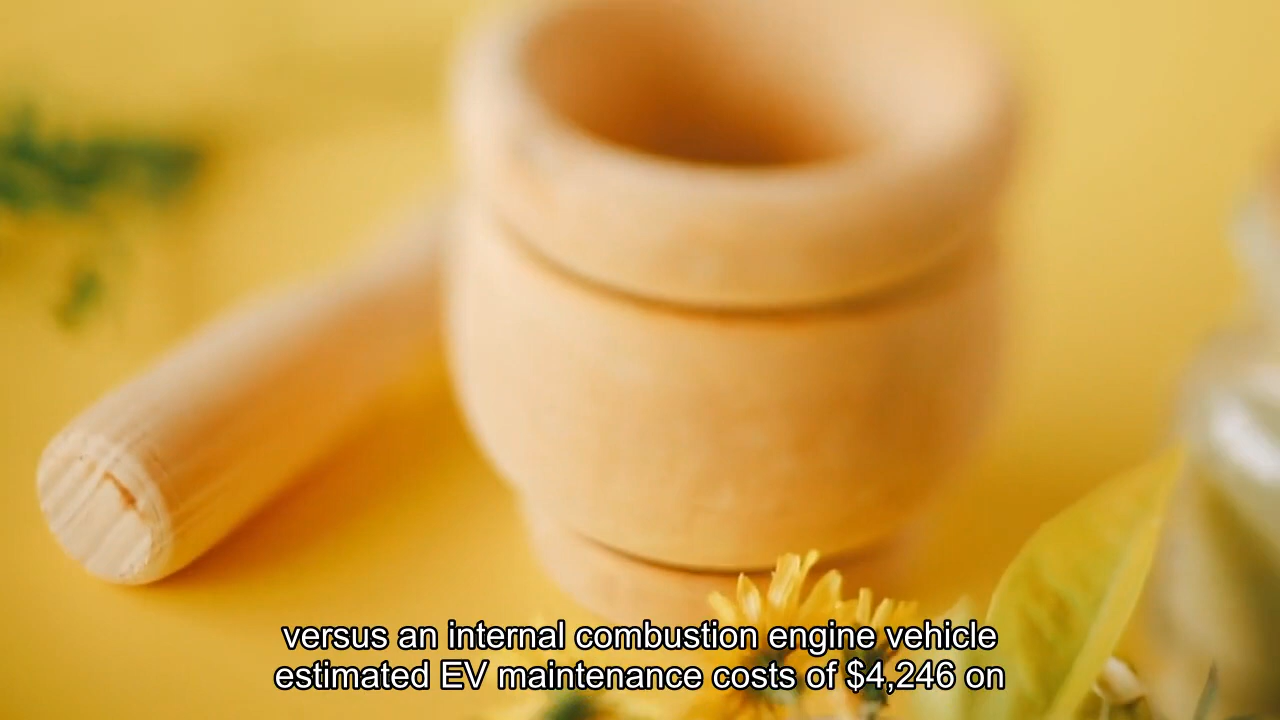 versus an internal combustion engine vehicle
estimated EV maintenance costs of $4,246 on